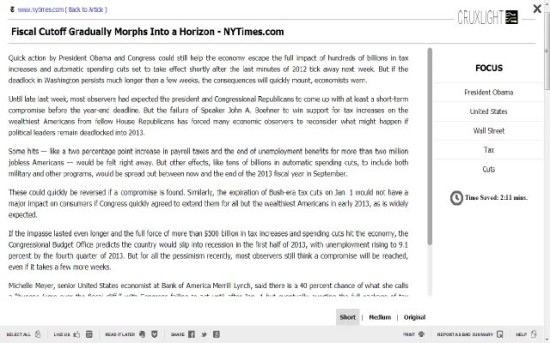 www.nytimes.com [ Back to Article ]
CRUXLIGHT
X
Fiscal Cutoff Gradually Morphs Into a Horizon - NYTimes.com
Quick action by President Obama and Congress could still help the economy escape the full impact of hundreds of billions in tax
increases and automatic spending cuts set to take effect shortly after the last minutes of 2012 tick away next week. But if the
deadlock in Washington persists much longer than a few weeks, the consequences will quickly mount, economists warn.
Until late last week, most observers had expected the president and Congressional Republicans to come up with at least a short-term
compromise before the year-end deadline. But the failure of Speaker John A. Boehner to win support for tax increases on the
wealthiest Americans from fellow House Republicans has forced many economic observers to reconsider what might happen if
political leaders remain deadlocked into 2013.
Some hits — like a two percentage point increase in payroll taxes and the end of unemployment benefits for more than two million
jobless Americans — would be felt right away. But other effects, like tens of billions in automatic spending cuts, to include both
military and other programs, would be spread out between now and the end of the 2013 fiscal year in September.
These could quickly be reversed if a compromise is found. Similarly, the expiration of Bush-era tax cuts on Jan. 1 would not have a
major impact on consumers if Congress quickly agreed to extend them for all but the wealthiest Americans in early 2013, as is widely
expected.
If the impasse lasted even longer and the full force of more than $500 billion in tax increases and spending cuts hit the economy, the
Congressional Budget Office predicts the country would slip into recession in the first half of 2013, with unemployment rising to 9.1
percent by the fourth quarter of 2013. But for all the pessimism recently, most observers still think a compromise will be reached,
even if it takes a few more weeks.
Michelle Meyer, senior United States economist at Bank of America Merrill Lynch, said there is a 40 percent chance of what she calls
FOCUS
President Obama
United States
Wall Street
Tax
Cuts
Time Saved: 2:11 mins.
Short | Medium | Original
SELECT ALL
LIKE US
READ IT LATER
SHARE
PRINT
REPORT A BAD SUMMARY
HELP